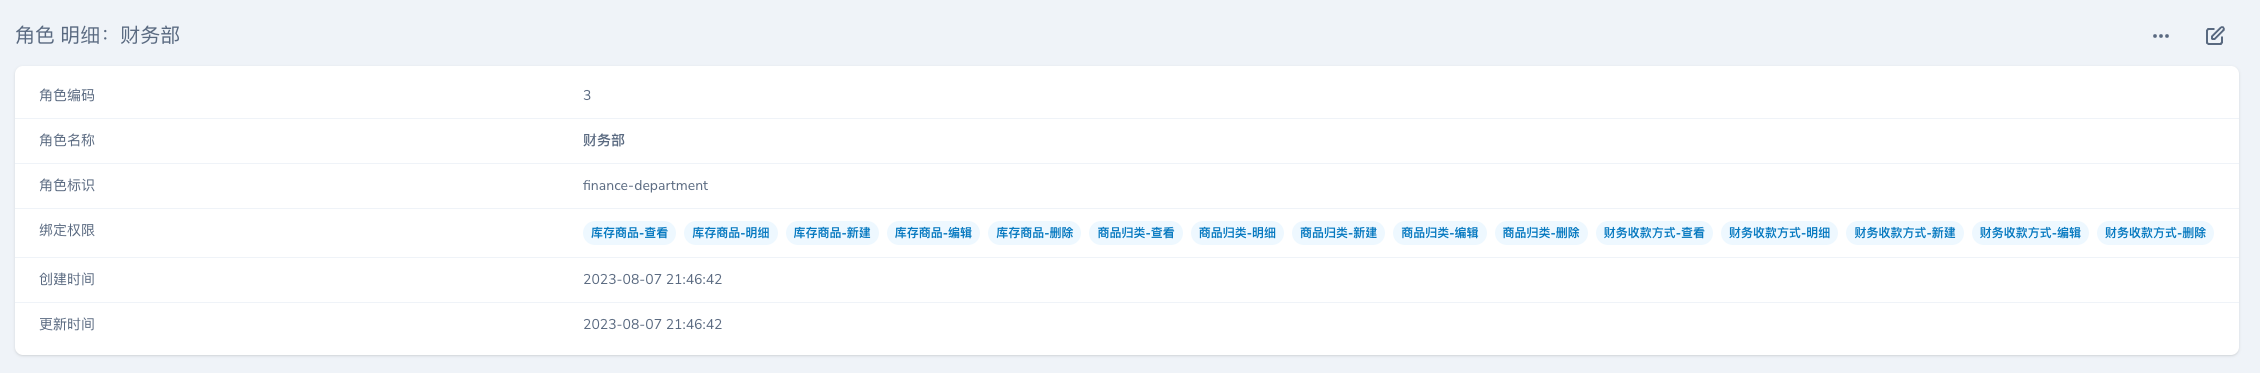 角色 明细：财务部
角色编码 3
角色名称 财务部
角色标识 finance-department
绑定权限 库存商品-查看 库存商品-明细 库存商品-新建 库存商品-编辑 库存商品-删除 商品归类-查看 商品归类-明细 商品归类-新建 商品归类-编辑 商品归类-删除 财务收款方式-查看 财务收款方式-明细 财务收款方式-新建 财务收款方式-编辑 财务收款方式-删除
创建时间 2023-08-07 21:46:42
更新时间 2023-08-07 21:46:42